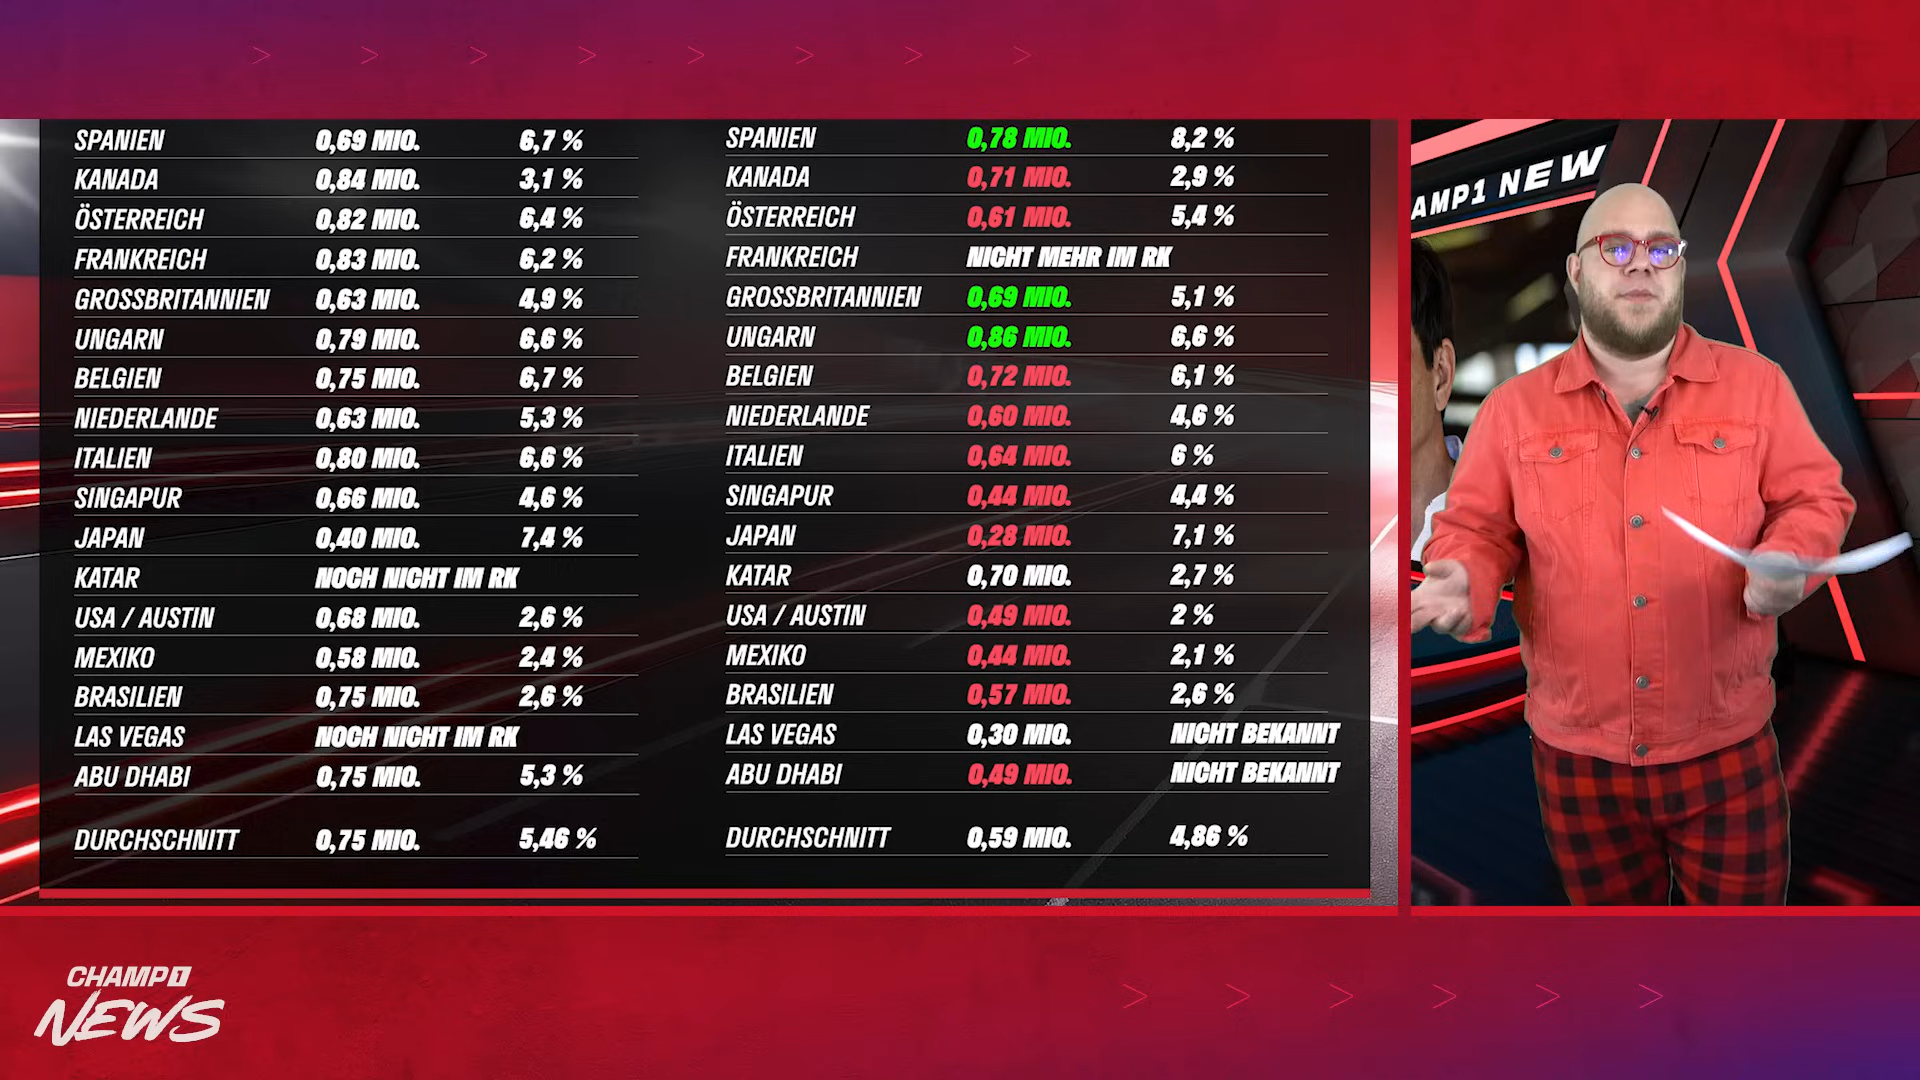 SPANIEN 0,69 MIO. 6,7 %
KANADA 0,84 MIO. 3,1 %
ÖSTERREICH 0,82 MIO. 6,4 %
FRANKREICH 0,83 MIO. 6,2 %
GROSSBRITANNIEN 0,63 MIO. 4,9 %
UNGARN 0,79 MIO. 6,6 %
BELGIEN 0,75 MIO. 6,7 %
NIEDERLANDE 0,63 MIO. 5,3 %
ITALIEN 0,80 MIO. 6,6 %
SINGAPUR 0,66 MIO. 4,6 %
JAPAN 0,40 MIO. 7,4 %
KATAR NOCH NICHT IM RK
USA / AUSTIN 0,68 MIO. 2,6 %
MEXIKO 0,58 MIO. 2,4 %
BRASILIEN 0,75 MIO. 2,6 %
LAS VEGAS NOCH NICHT IM RK
ABU DHABI 0,75 MIO. 5,3 %
DURCHSCHNITT 0,75 MIO. 5,46 %
SPANIEN 0,78 MIO. 8,2 %
KANADA 0,71 MIO. 2,9 %
ÖSTERREICH 0,61 MIO. 5,4 %
FRANKREICH NICHT MEHR IM RK
GROSSBRITANNIEN 0,69 MIO. 5,1 %
UNGARN 0,86 MIO. 6,6 %
BELGIEN 0,72 MIO. 6,1 %
NIEDERLANDE 0,60 MIO. 4,6 %
ITALIEN 0,64 MIO. 6 %
SINGAPUR 0,44 MIO. 4,4 %
JAPAN 0,28 MIO. 7,1 %
KATAR 0,70 MIO. 2,7 %
USA / AUSTIN 0,49 MIO. 2 %
MEXIKO 0,44 MIO. 2,1 %
BRASILIEN 0,57 MIO. 2,6 %
LAS VEGAS 0,30 MIO. NICHT BEKANNT
ABU DHABI 0,49 MIO. NICHT BEKANNT
DURCHSCHNITT 0,59 MIO. 4,86 %
AMP1 NEW
CHAMP1
NEWS